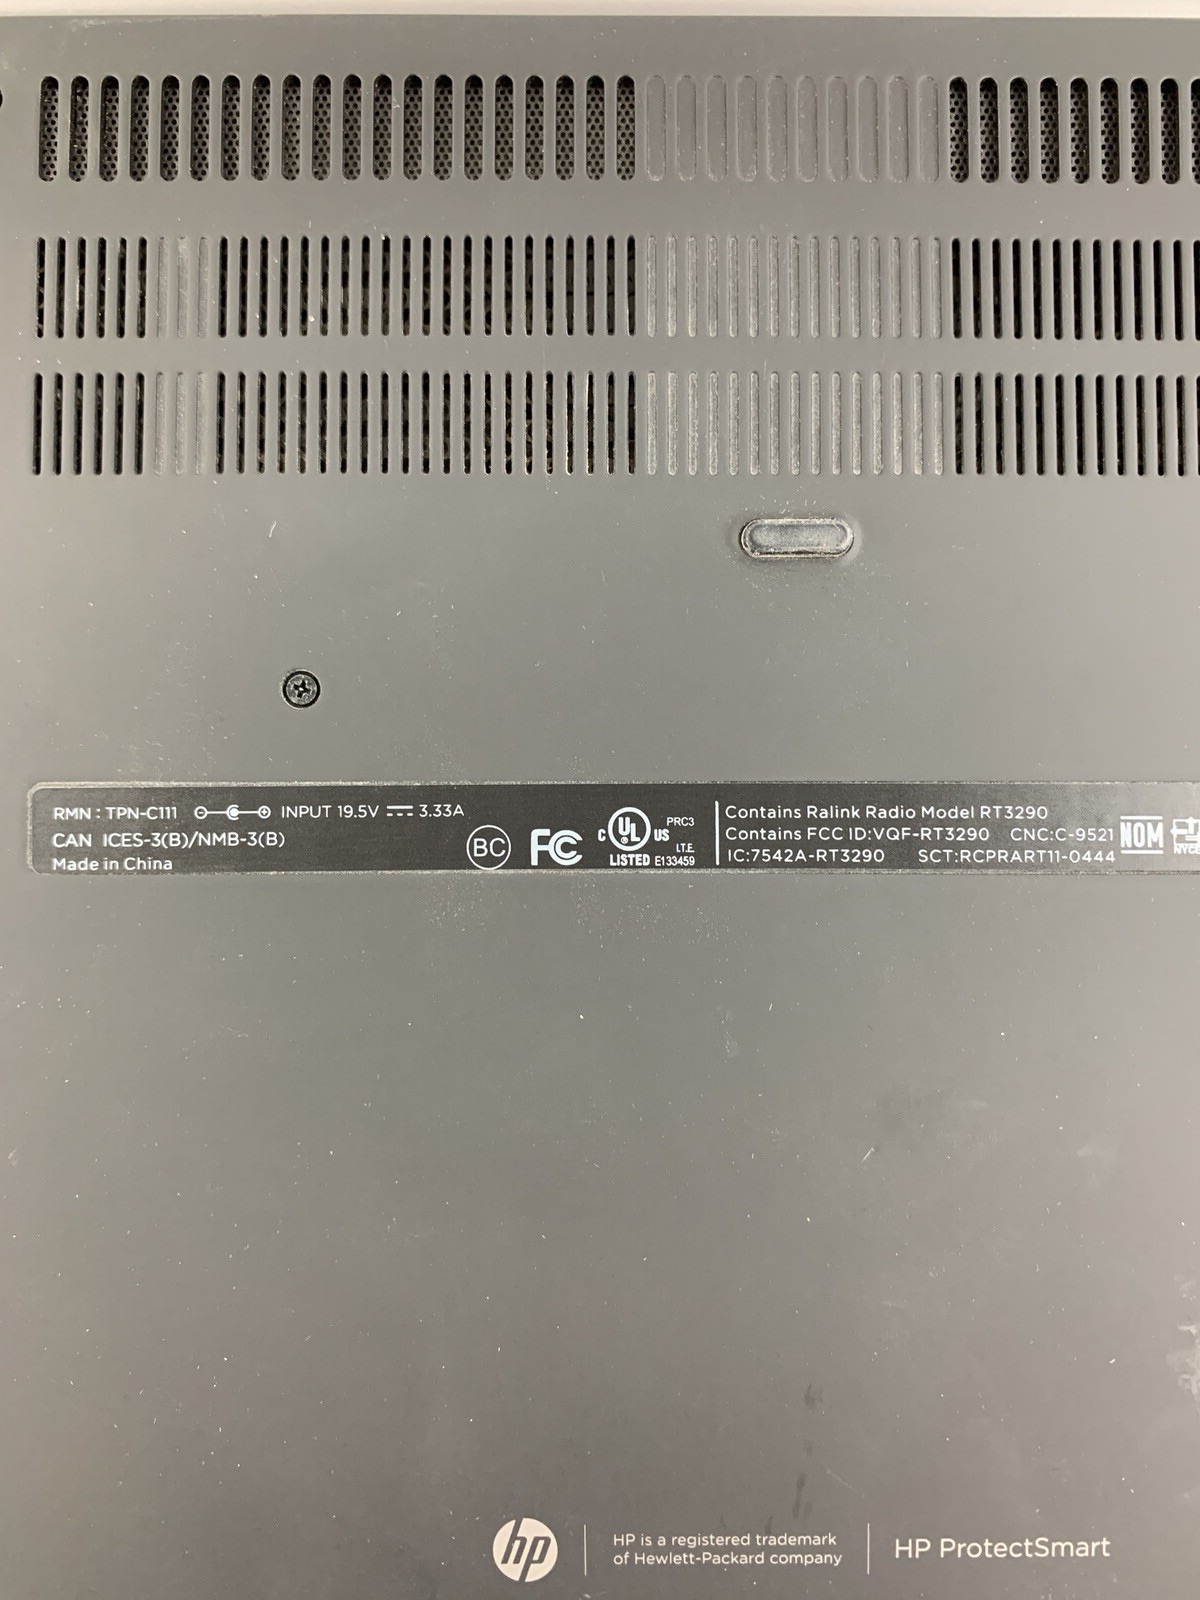 RMN : TPN-C111 INPUT 19.5V 3.33A
CAN ICES-3(B)/NMB-3(B)
Made in China
BC
FC
C UL US
®
LISTED
PRC3
I.T.E.
E133459
Contains Ralink Radio Model RT3290
Contains FCC ID:VQF-RT3290 CNC:C-9521
IC:7542A-RT3290 SCT:RCPRART11-0444
NOM
hp
HP is a registered trademark
of Hewlett-Packard company
HP ProtectSmart